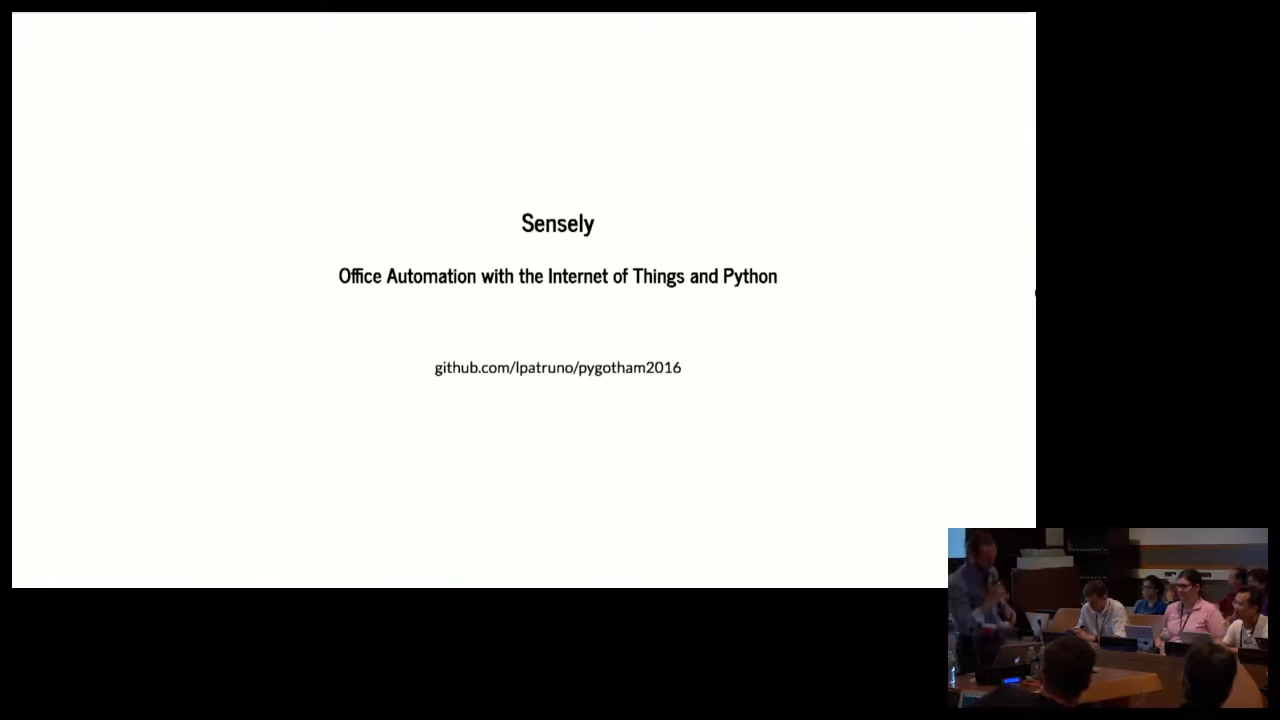 Sensely
Office Automation with the Internet of Things and Python
github.com/lpatruno/pygotham2016